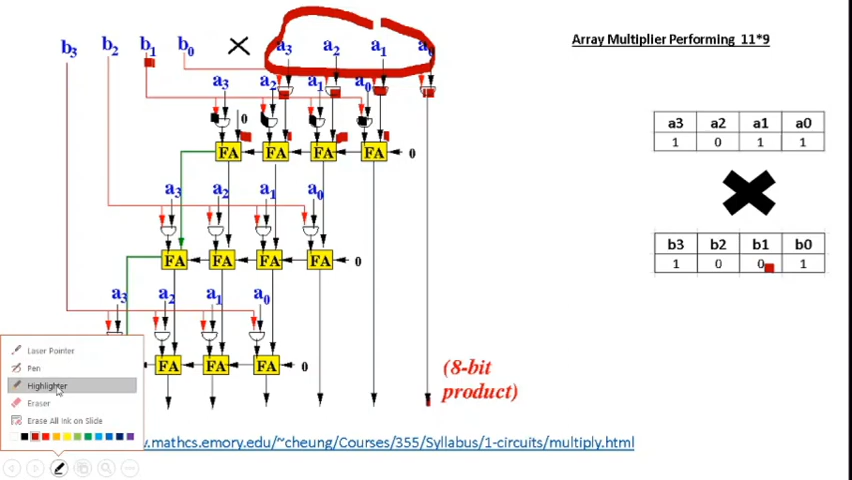 Array Multiplier Performing 11*9
b3 b2 b1 b0 a3 a2 a1 a0
a3 a2 a1 a0
0
FA FA FA FA 0
a3 a2 a1 a0
FA FA FA FA 0
a3 a2 a1 a0
FA FA FA 0
(8-bit
product)
a3 a2 a1 a0
1 0 1 1
b3 b2 b1 b0
1 0 0 1
Laser Pointer
Pen
Highlighter
Eraser
Erase All Ink on Slide
.mathcs.emory.edu/~cheung/Courses/355/Syllabus/1-circuits/multiply.html